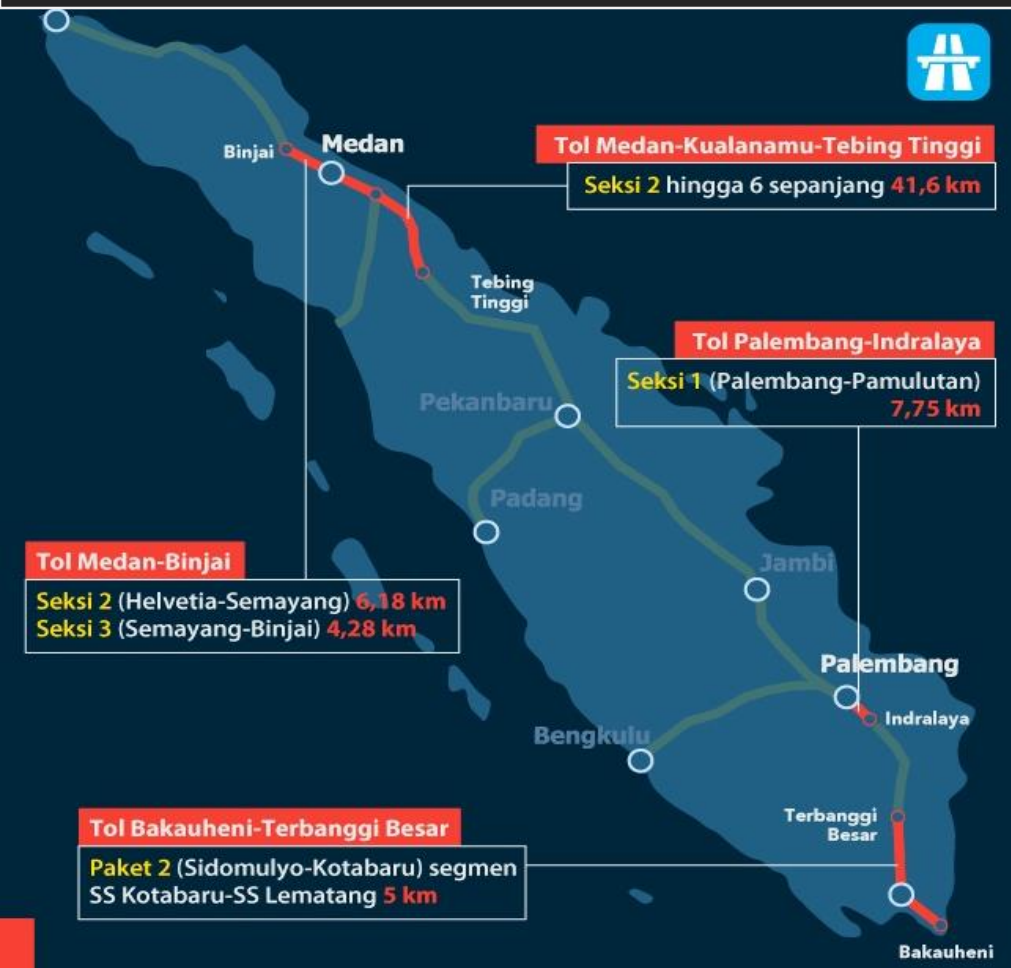 Binjai
Medan
Tol Medan-Kualanamu-Tebing Tinggi
Seksi 2 hingga 6 sepanjang 41,6 km
Tebing
Tinggi
Tol Palembang-Indralaya
Seksi 1 (Palembang-Pamulutan)
7,75 km
Pekanbaru
Padang
Tol Medan-Binjai
Seksi 2 (Helvetia-Semayang) 6,18 km
Seksi 3 (Semayang-Binjai) 4,28 km
Jambi
Palembang
Indralaya
Bengkulu
Terbanggi
Besar
Tol Bakauheni-Terbanggi Besar
Paket 2 (Sidomulyo-Kotabaru) segmen
SS Kotabaru-SS Lematang 5 km
Bakauheni